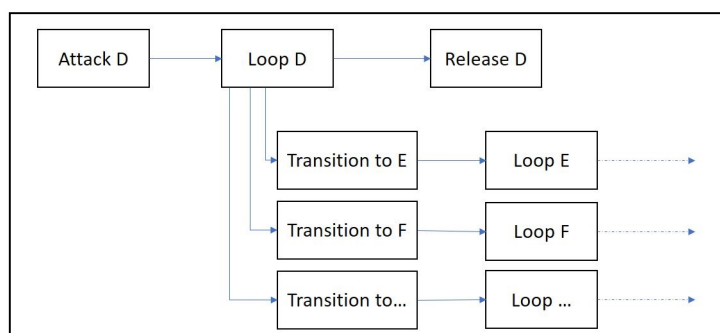 Attack D
Loop D
Release D
Transition to E
Loop E
Transition to F
Loop F
Transition to...
Loop ...